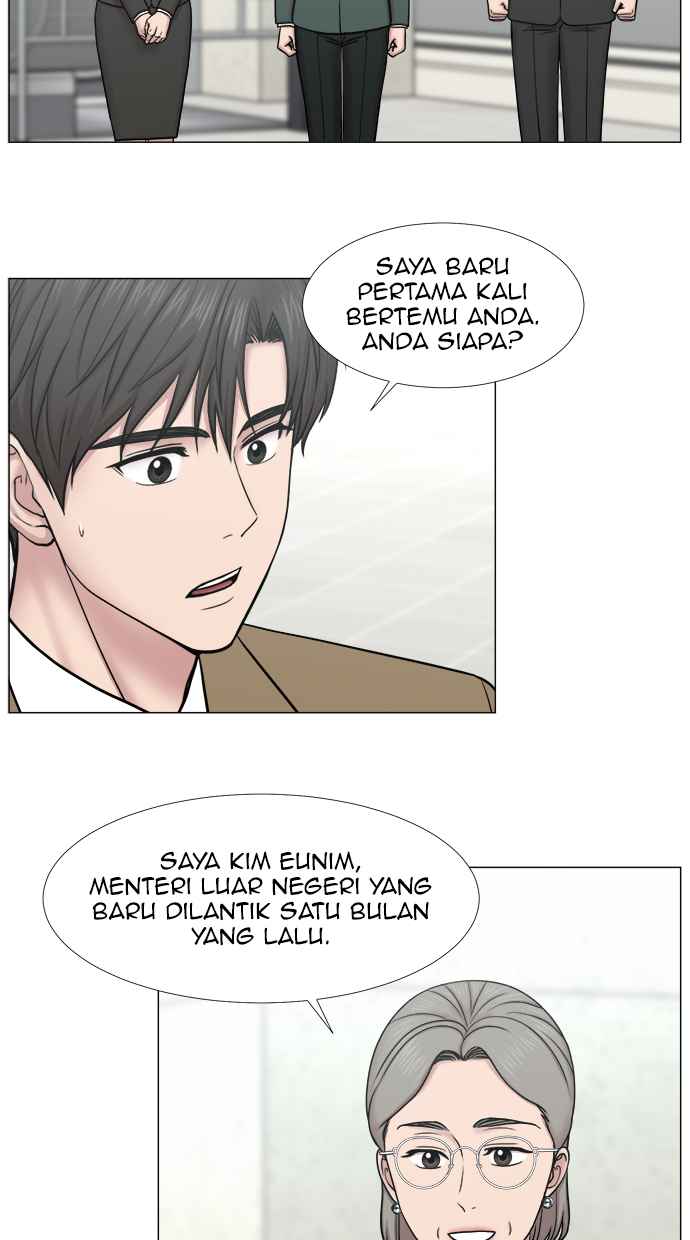 SAYA BARU
PERTAMA KALI
BERTEMU ANDA.
ANDA SIAPA?
SAYA KIM EUNIM,
MENTERI LUAR NEGERI YANG
BARU DILANTIK SATU BULAN
YANG LALU.